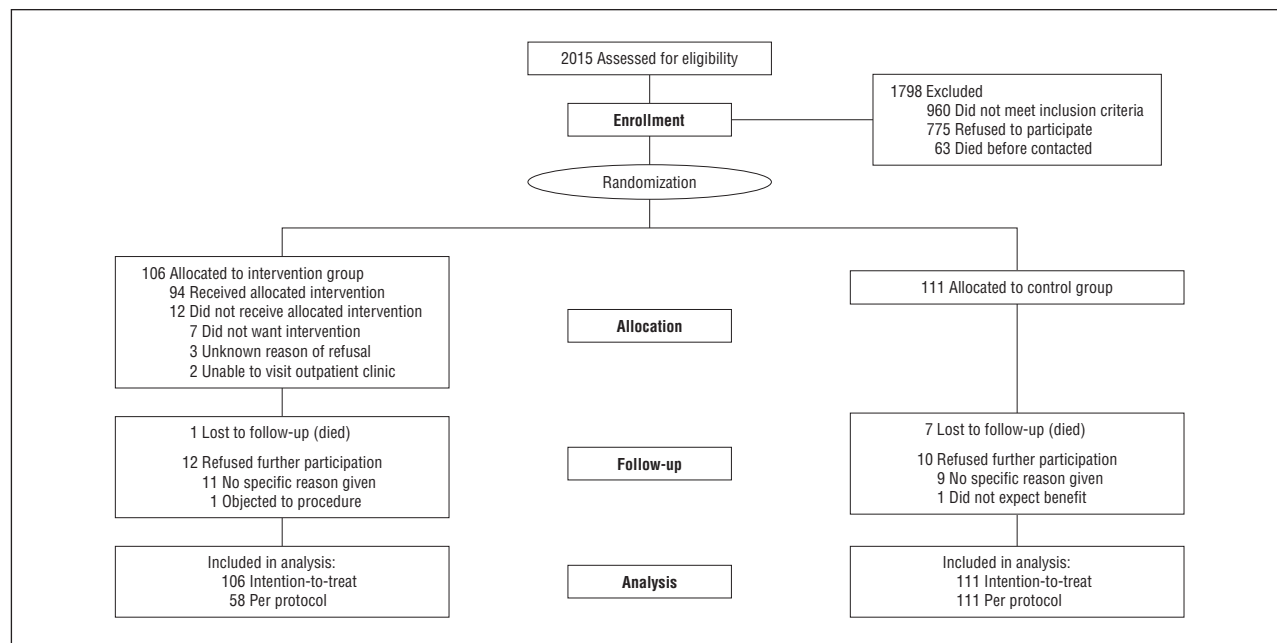 2015 Assessed for eligibility
1798 Excluded
960 Did not meet inclusion criteria
775 Refused to participate
63 Died before contacted
Enrollment
Randomization
106 Allocated to intervention group
94 Received allocated intervention
12 Did not receive allocated intervention
7 Did not want intervention
3 Unknown reason of refusal
2 Unable to visit outpatient clinic
111 Allocated to control group
Allocation
1 Lost to follow-up (died)
12 Refused further participation
11 No specific reason given
1 Objected to procedure
Follow-up
7 Lost to follow-up (died)
10 Refused further participation
9 No specific reason given
1 Did not expect benefit
Included in analysis:
106 Intention-to-treat
58 Per protocol
Analysis
Included in analysis:
111 Intention-to-treat
111 Per protocol